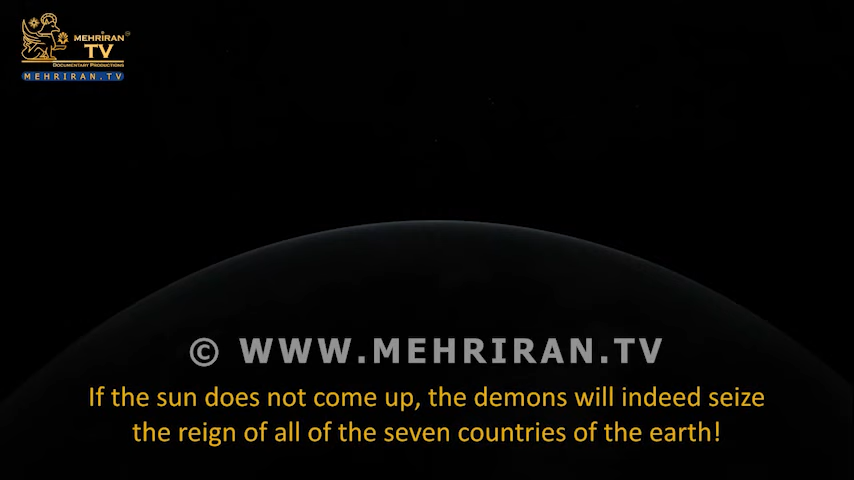 MEHRIRAN
TV
DOCUMENTARY PRODUCTIONS
MEHRIRAN.TV
© WWW.MEHRIRAN.TV
If the sun does not come up, the demons will indeed seize
the reign of all of the seven countries of the earth!